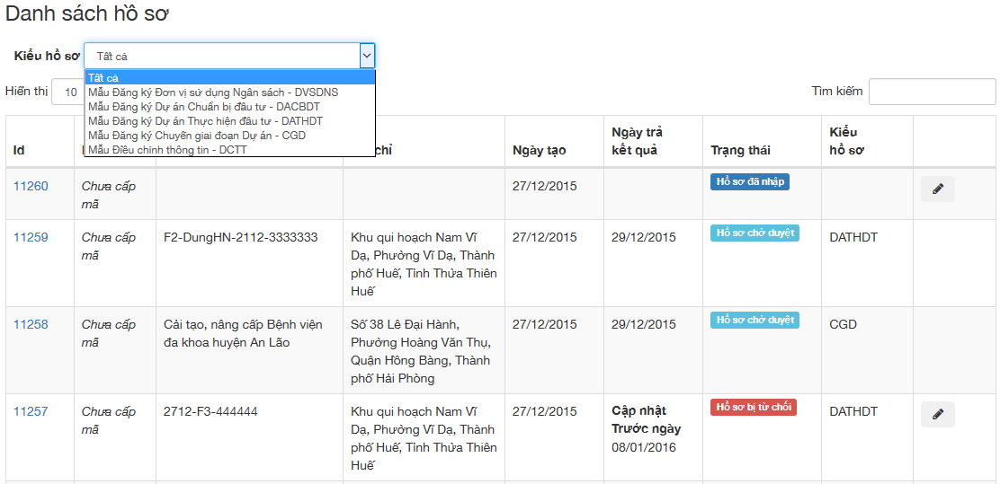 Danh sách hồ sơ
Kiểu hồ sơ Tất cả
Tất cả
Hiển thị 10 Mẫu Đăng ký Đơn vị sử dụng Ngân sách - DVSDNS Tìm kiếm
Mẫu Đăng ký Dự án Chuẩn bị đầu tư - DACBDT
Mẫu Đăng ký Dự án Thực hiện đầu tư - DATHDT
Mẫu Đăng ký Chuyển giai đoạn Dự án - CGD
Mẫu Điều chỉnh thông tin - DCTT
Id chỉ Ngày tạo Ngày trả kết quả Trạng thái Kiểu hồ sơ
11260 Chưa cấp mã 27/12/2015 Hồ sơ đã nhập
11259 Chưa cấp mã F2-DungHN-2112-3333333 Khu qui hoạch Nam Vĩ 27/12/2015 29/12/2015 Hồ sơ chờ duyệt DATHDT
Dạ, Phường Vĩ Dạ, Thành
phố Huế, Tỉnh Thừa Thiên
Huế
11258 Chưa cấp mã Cải tạo, nâng cấp Bệnh viện đa khoa huyện An Lão Số 38 Lê Đại Hành, 27/12/2015 29/12/2015 Hồ sơ chờ duyệt CGD
Phường Hoàng Văn Thụ,
Quận Hồng Bàng, Thành
phố Hải Phòng
11257 Chưa cấp mã 2712-F3-444444 Khu qui hoạch Nam Vĩ 27/12/2015 Cập nhật Hồ sơ bị từ chối DATHDT
Dạ, Phường Vĩ Dạ, Thành Trước ngày
phố Huế, Tỉnh Thừa Thiên 08/01/2016
Huế